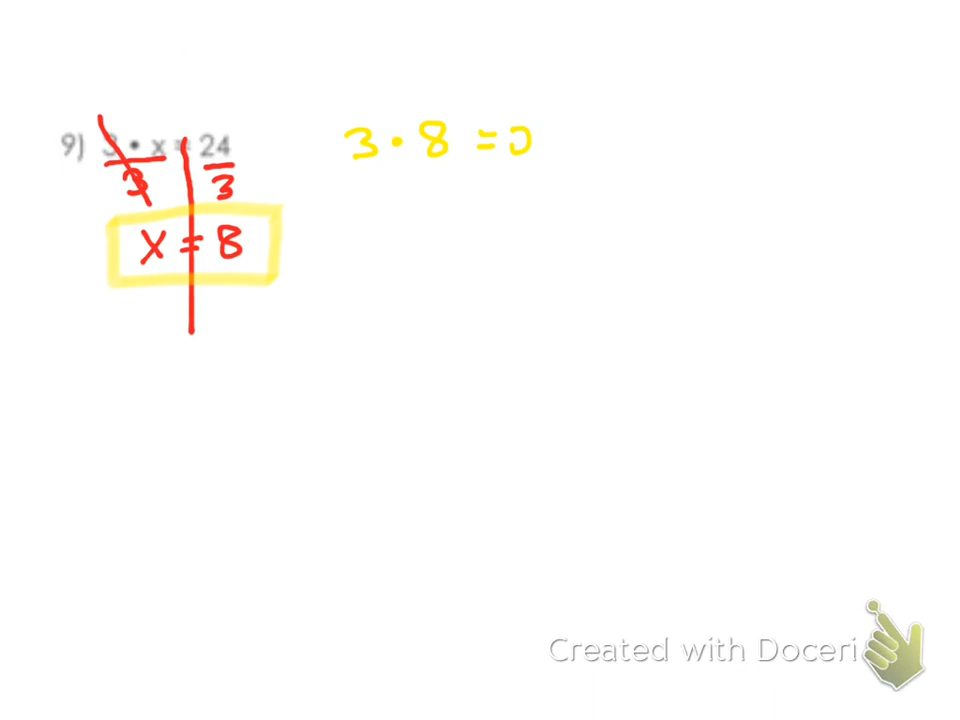 9) 3 • x = 24
3 • 8 =
3 3
x = 8
Created with Doceri